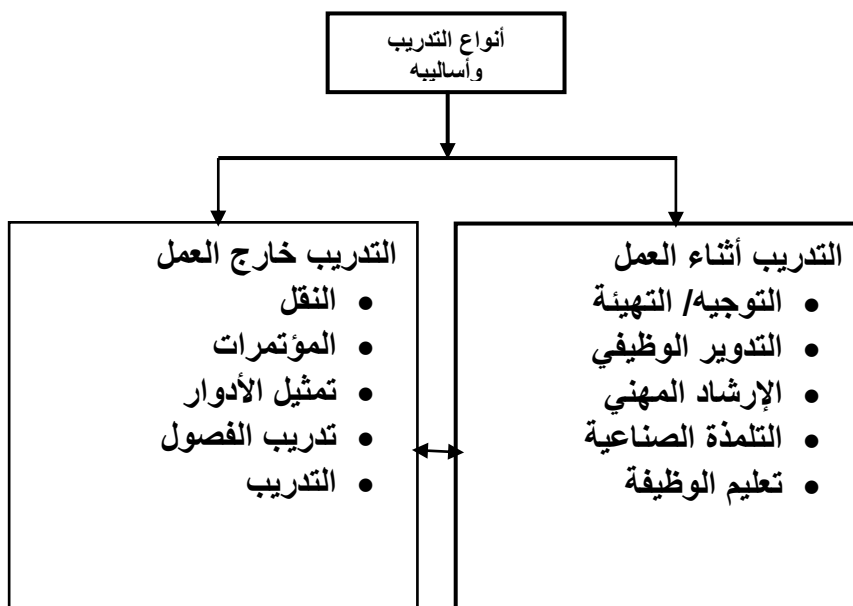 أنواع التدريب
وأساليبه
التدريب أثناء العمل
• التوجيه/ التهيئة
• التدوير الوظيفي
• الإرشاد المهني
• التلمذة الصناعية
• تعليم الوظيفة
التدريب خارج العمل
• النقل
• المؤتمرات
• تمثيل الأدوار
• تدريب الفصول
• التدريب